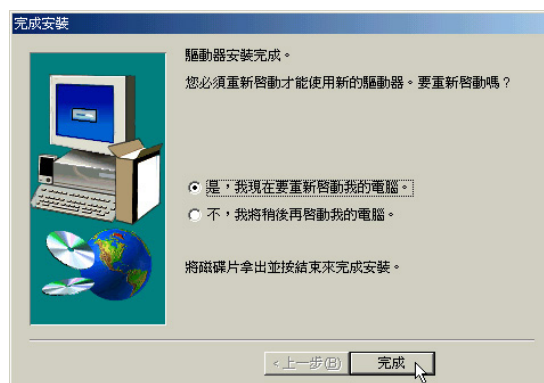 完成安裝
驅動器安裝完成。
您必須重新啓動才能使用新的驅動器。要重新啓動嗎？
是，我現在要重新啓動我的電腦。
不，我將稍後再啓動我的電腦。
將磁碟片拿出並按結束來完成安裝。
<上一步(B) 完成